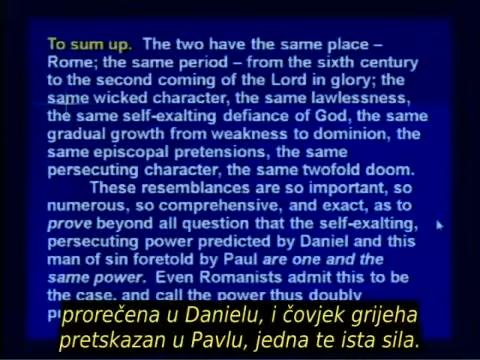 To sum up. The two have the same place –
Rome; the same period – from the sixth century
to the second coming of the Lord in glory; the
same wicked character, the same lawlessness,
the same self-exalting defiance of God, the same
gradual growth from weakness to dominion, the
same episcopal pretensions, the same
persecuting character, the same twofold doom.
These resemblances are so important, so
numerous, so comprehensive, and exact, as to
prove beyond all question that the self-exalting,
persecuting power predicted by Daniel and this
man of sin foretold by Paul are one and the
same power. Even Romanists admit this to be
the case, and call the power thus doubly
prorečena u Danielu, i čovjek grijeha
pretskazan u Pavlu, jedna te ista sila.